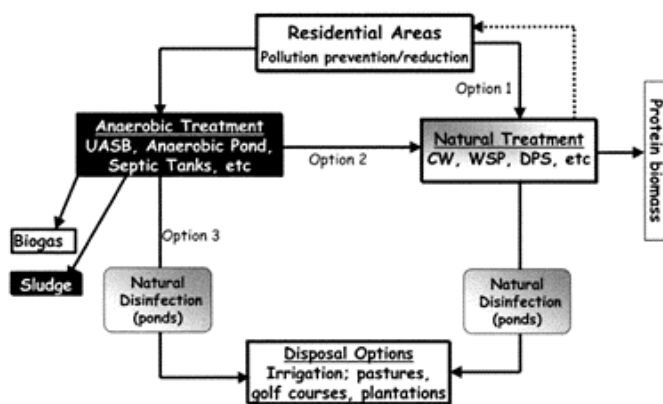 Residential Areas
Pollution prevention/reduction
Option 1
Anaerobic Treatment
UASB, Anaerobic Pond,
Septic Tanks, etc
Option 2
Natural Treatment
CW, WSP, DPS, etc
Protein biomass
Biogas
Sludge
Option 3
Natural
Disinfection
(ponds)
Natural
Disinfection
(ponds)
Disposal Options
Irrigation; pastures,
golf courses, plantations